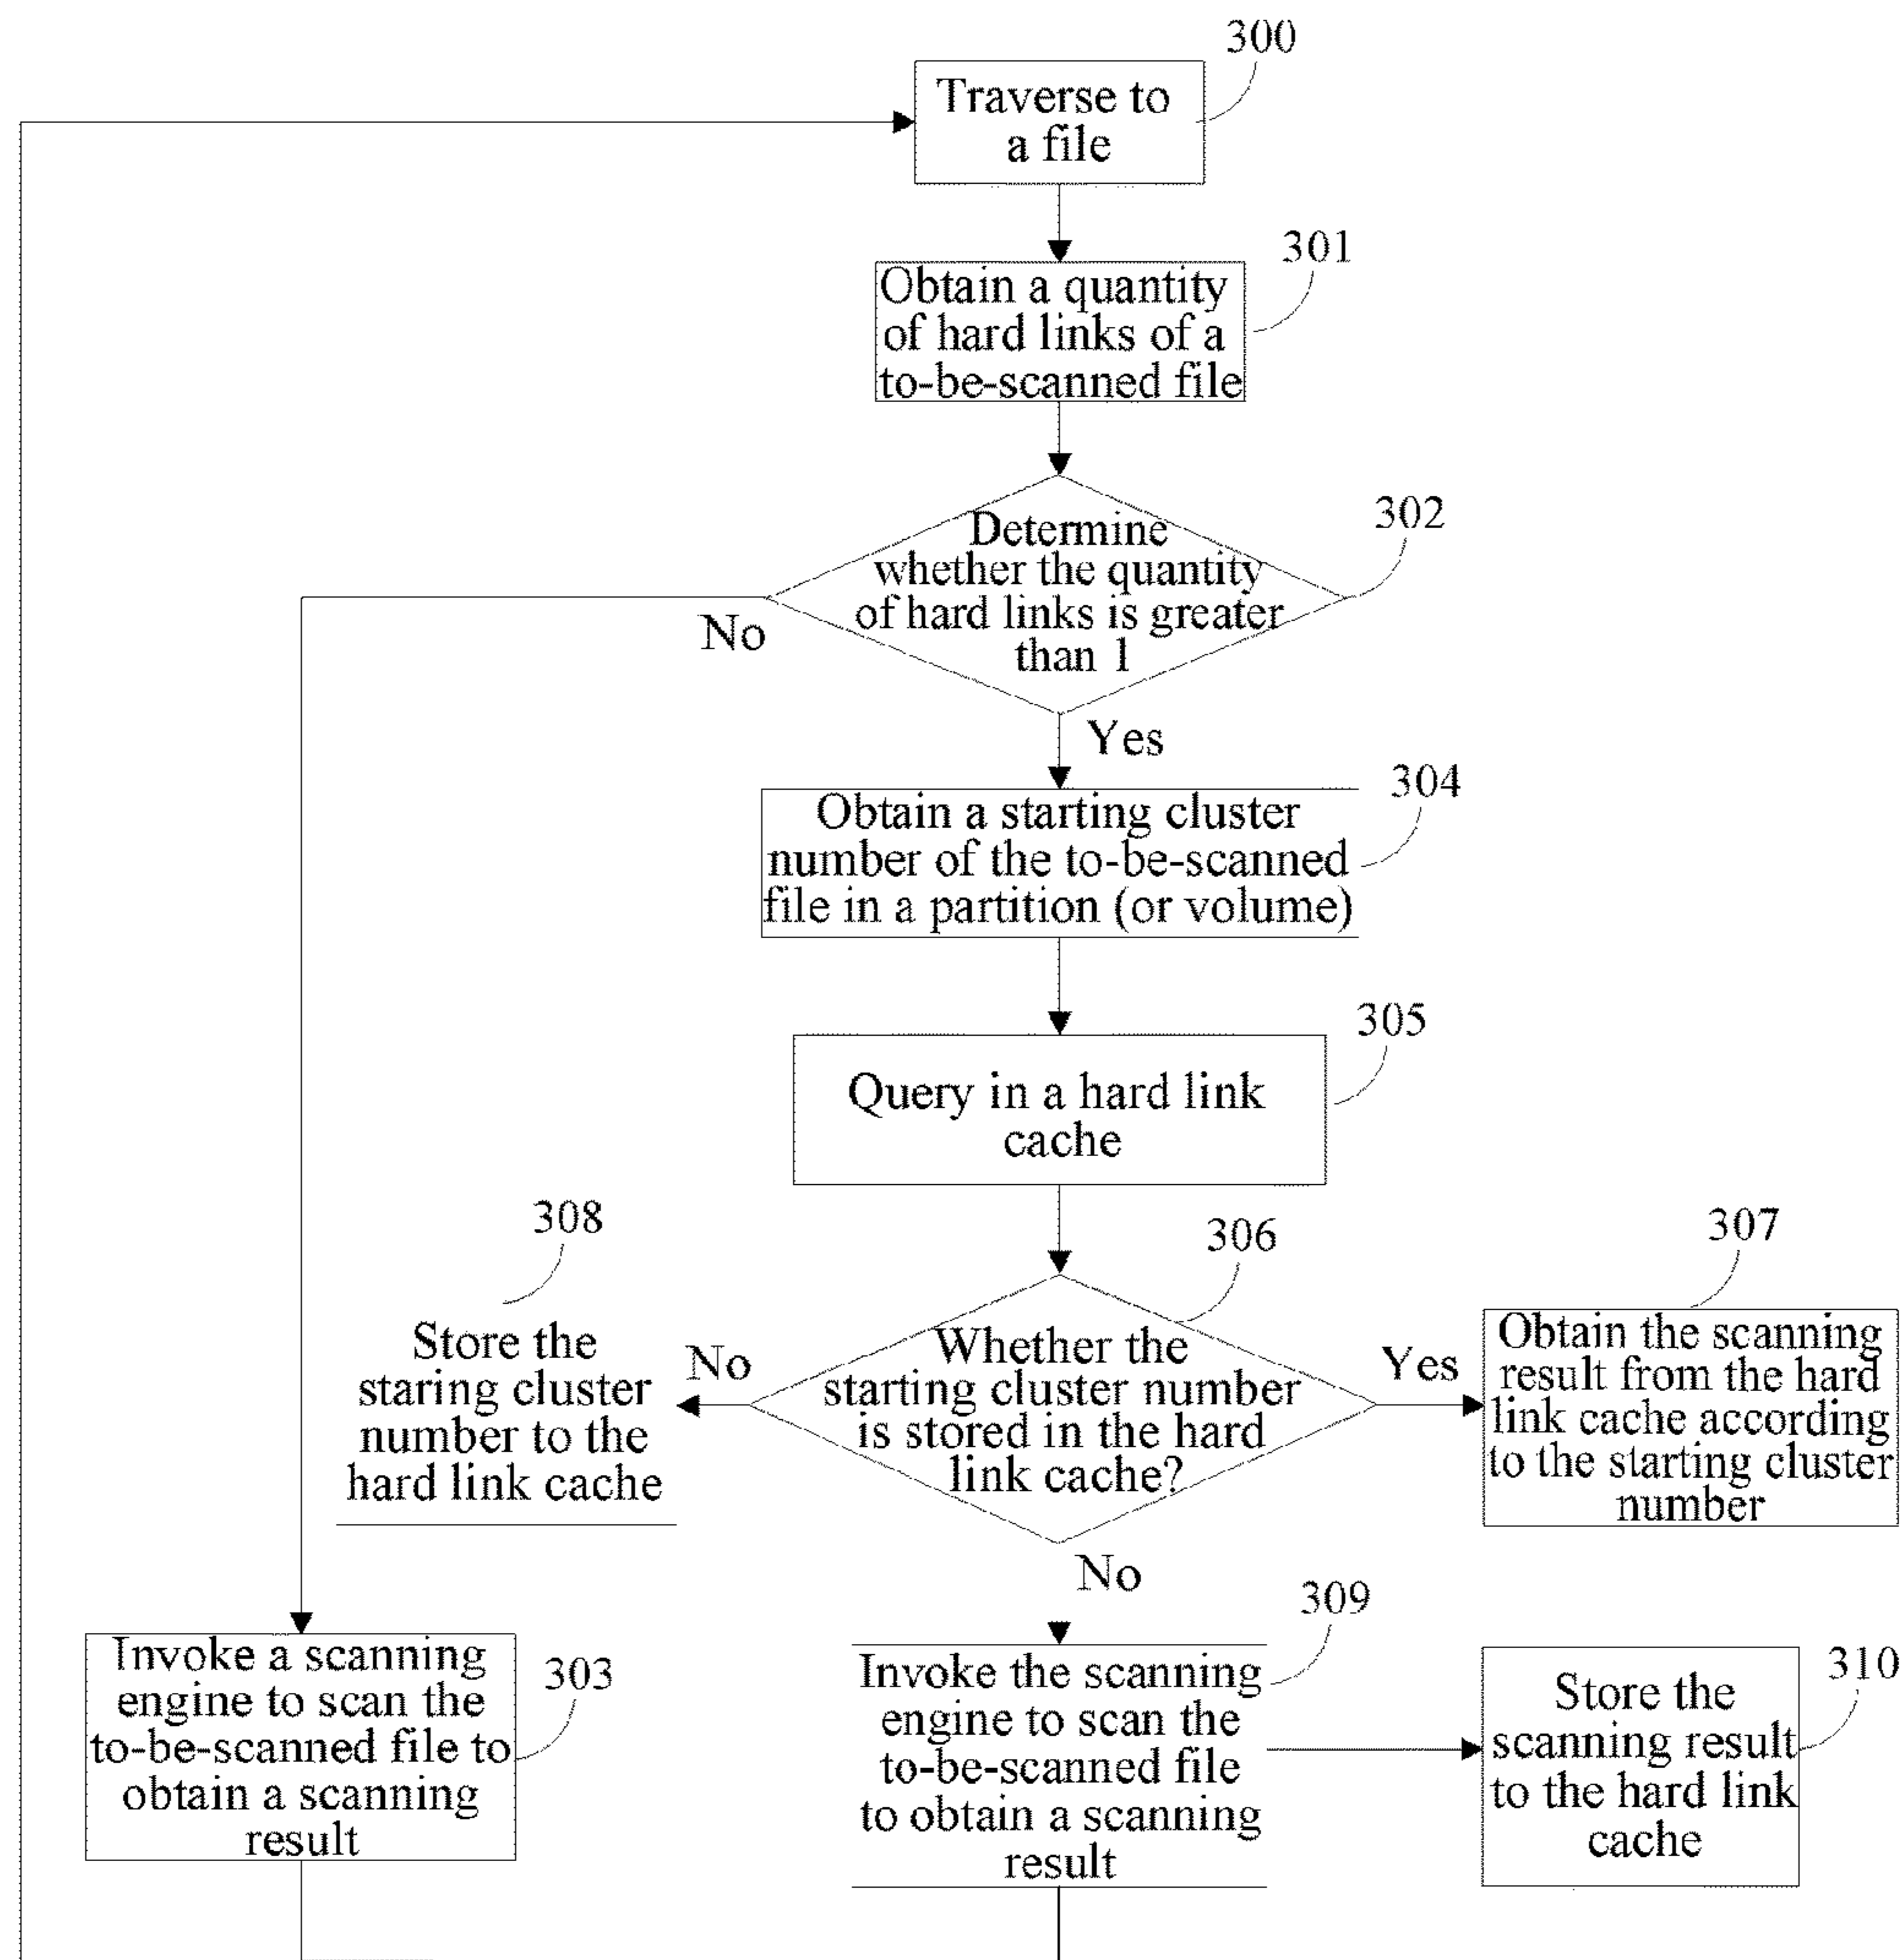 300
Traverse to
a file
301
Obtain a quantity
of hard links of a
to-be-scanned file
302
Determine
whether the quantity
of hard links is greater
than 1
No
Yes
304
Obtain a starting cluster
number of the to-be-scanned
file in a partition (or volume)
305
Query in a hard link
cache
308
306
307
Store the
staring cluster
number to the
hard link cache
No
Whether the
starting cluster number
is stored in the hard
link cache?
Yes
Obtain the scanning
result from the hard
link cache according
to the starting cluster
number
No
303
Invoke a scanning
engine to scan the
to-be-scanned file to
obtain a scanning
result
309
Invoke the scanning
engine to scan the
to-be-scanned file
to obtain a scanning
result
310
Store the
scanning result
to the hard link
cache